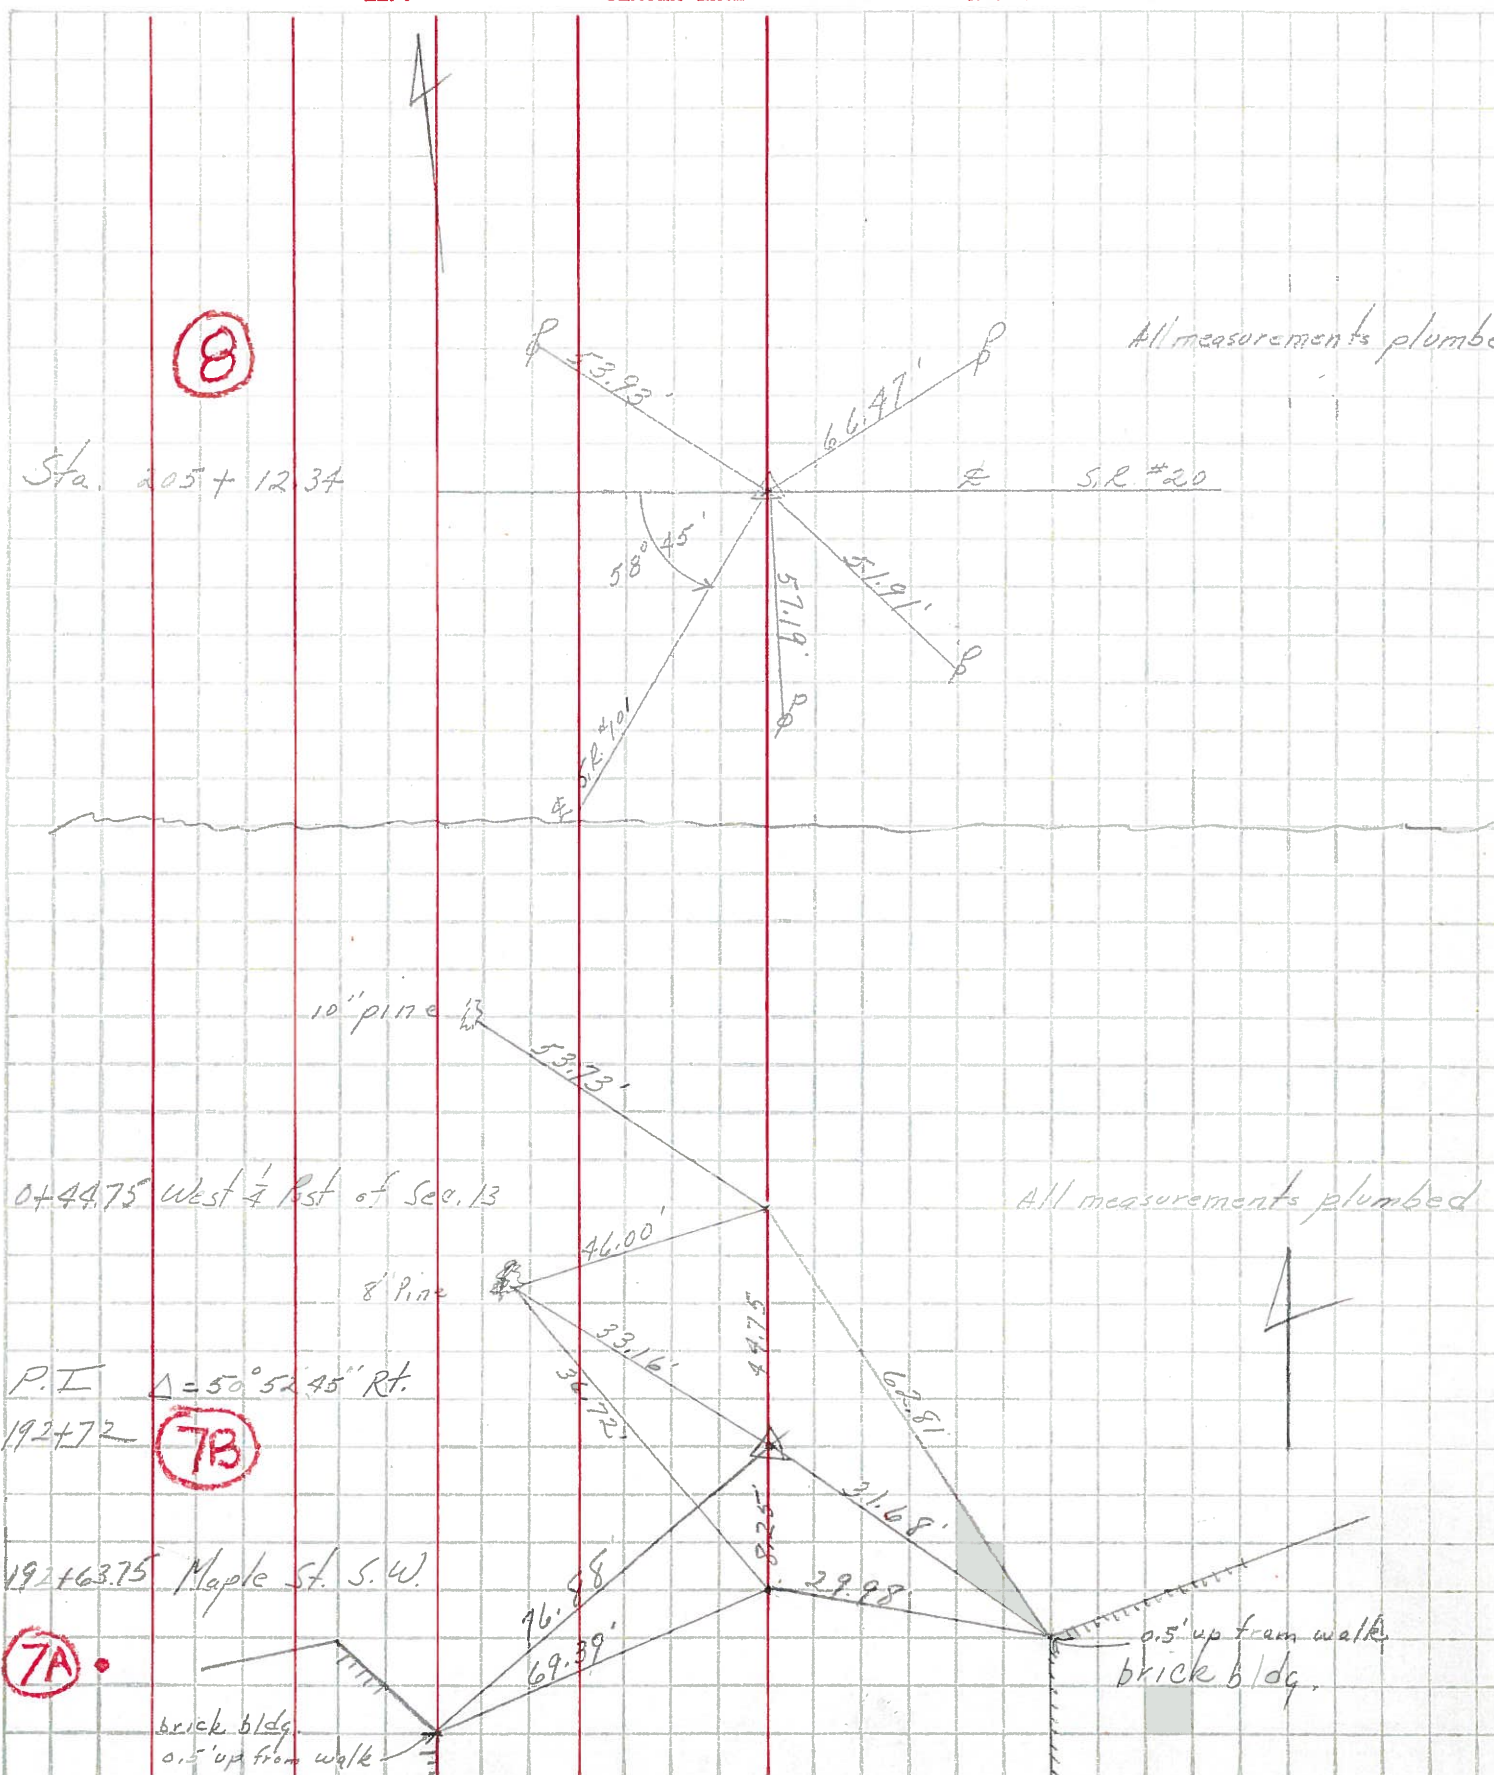 8
53.93'
66.47'
All measurements plumbe
Sta. 205 + 12.34
S.R. #20
58° 45'
51.91'
57.19'
S.R. #101
10" pine
53.73'
0+44.75 West 1/4 Post of Sec. 13
All measurements plumbed
46.00'
8" Pine
44.75
33.16'
36.72'
62.81
P.I. Δ = 50° 52' 45" Rt.
192+72
7B
31.68'
8.25'
192+63.75 Maple St. S.W.
29.98'
69.39'
7A
0.5' up from walk
brick bldg.
brick bldg.
0.5' up from walk